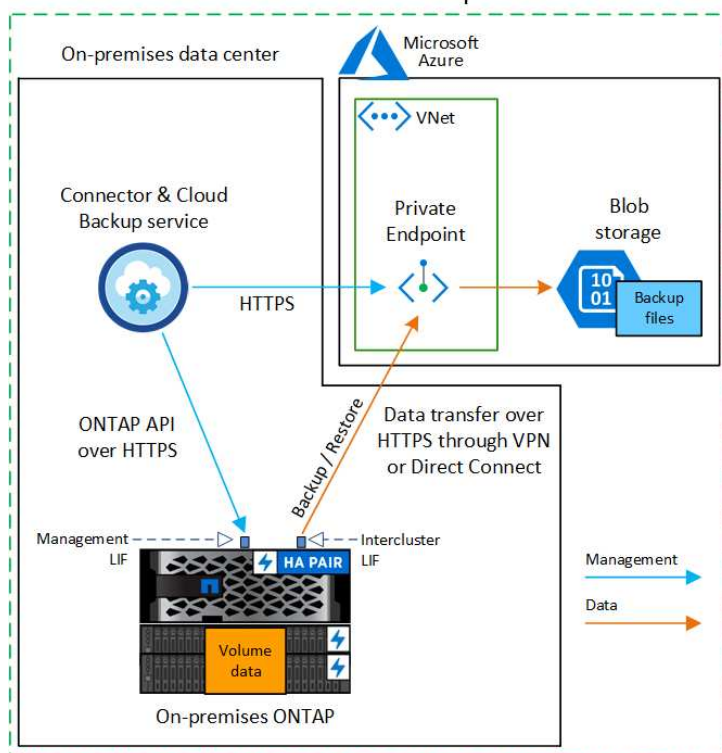 On-premises data center
Microsoft
Azure
VNet
Connector & Cloud
Backup service
Private
Endpoint
Blob
storage
10
01
Backup
files
HTTPS
ONTAP API
over HTTPS
Backup / Restore
Data transfer over
HTTPS through VPN
or Direct Connect
Management
LIF
Intercluster
LIF
HA PAIR
Management
Data
Volume
data
On-premises ONTAP